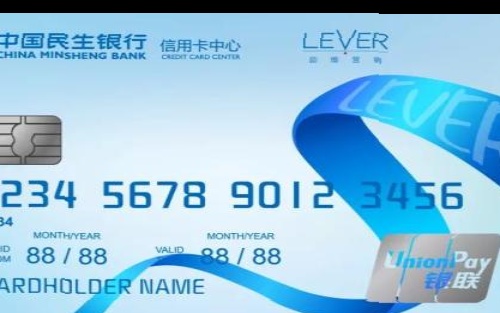 中国民生银行 信用卡中心 LEVER
CHINA MINSHENG BANK CREDIT CARD CENTER
LEVER
234 5678 9012 3456
34
MONTH/YEAR MONTH/YEAR
88 / 88 VALID 88 / 88
UnionPay
ARDHOLDER NAME 银联